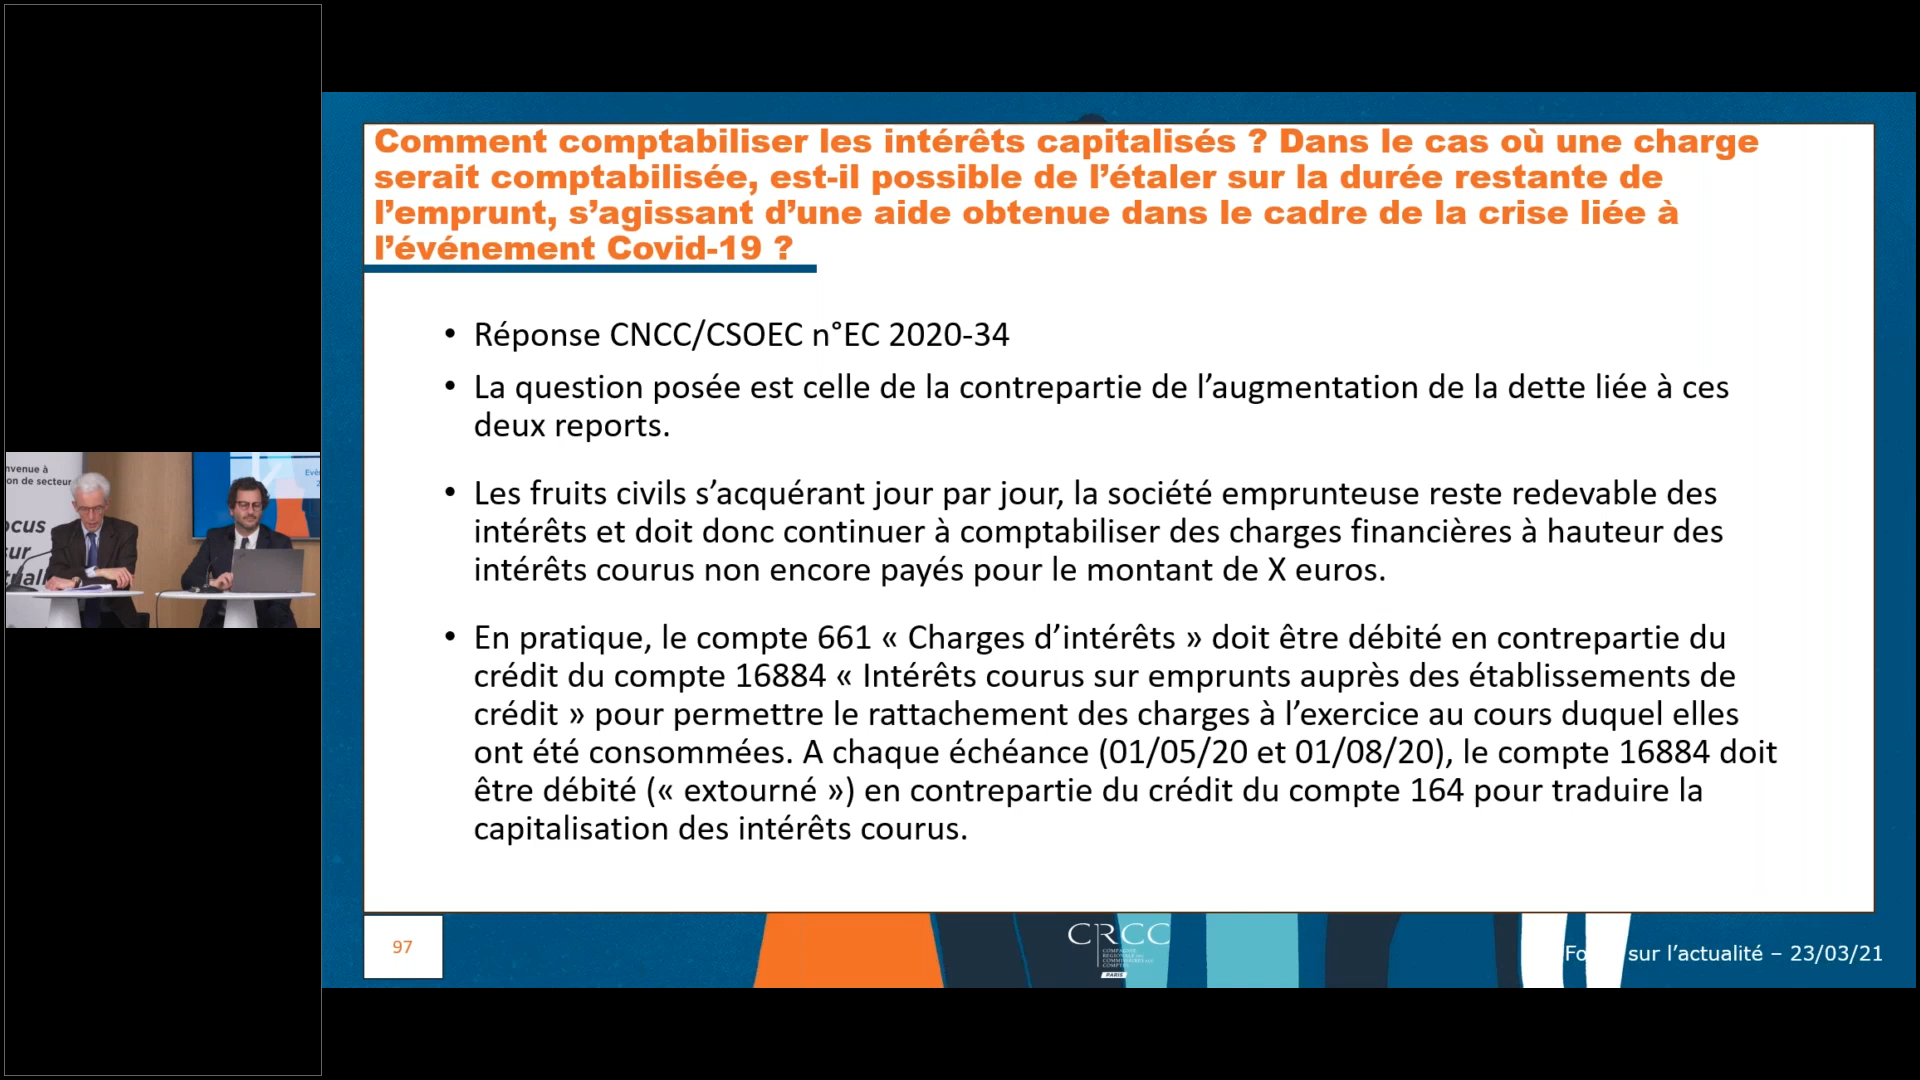 Comment comptabiliser les intérêts capitalisés ? Dans le cas où une charge
serait comptabilisée, est-il possible de l’étaler sur la durée restante de
l’emprunt, s’agissant d’une aide obtenue dans le cadre de la crise liée à
l’événement Covid-19 ?
• Réponse CNCC/CSOEC n°EC 2020-34
• La question posée est celle de la contrepartie de l’augmentation de la dette liée à ces
deux reports.
• Les fruits civils s’acquérant jour par jour, la société emprunteuse reste redevable des
intérêts et doit donc continuer à comptabiliser des charges financières à hauteur des
intérêts courus non encore payés pour le montant de X euros.
• En pratique, le compte 661 « Charges d’intérêts » doit être débité en contrepartie du
crédit du compte 16884 « Intérêts courus sur emprunts auprès des établissements de
crédit » pour permettre le rattachement des charges à l’exercice au cours duquel elles
ont été consommées. A chaque échéance (01/05/20 et 01/08/20), le compte 16884 doit
être débité (« extourné ») en contrepartie du crédit du compte 164 pour traduire la
capitalisation des intérêts courus.
nvenue à
on de secteur
ocus
sur
97
CRCC
PARIS
Fo sur l’actualité – 23/03/21